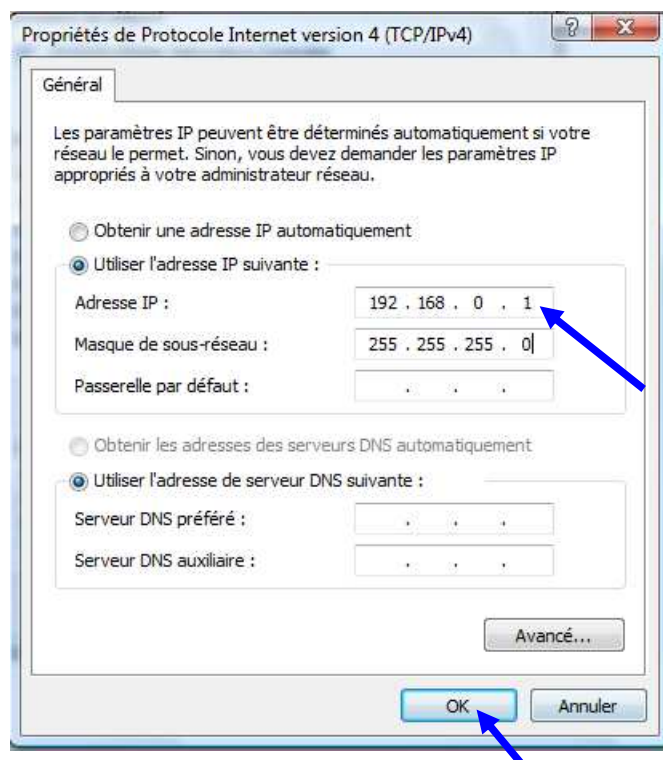 Propriétés de Protocole Internet version 4 (TCP/IPv4)
?
X
Général
Les paramètres IP peuvent être déterminés automatiquement si votre
réseau le permet. Sinon, vous devez demander les paramètres IP
appropriés à votre administrateur réseau.
Obtenir une adresse IP automatiquement
Utiliser l'adresse IP suivante :
Adresse IP : 192 . 168 . 0 . 1
Masque de sous-réseau : 255 . 255 . 255 . 0
Passerelle par défaut : . . .
Obtenir les adresses des serveurs DNS automatiquement
Utiliser l'adresse de serveur DNS suivante :
Serveur DNS préféré : . . .
Serveur DNS auxiliaire : . . .
Avancé...
OK Annuler